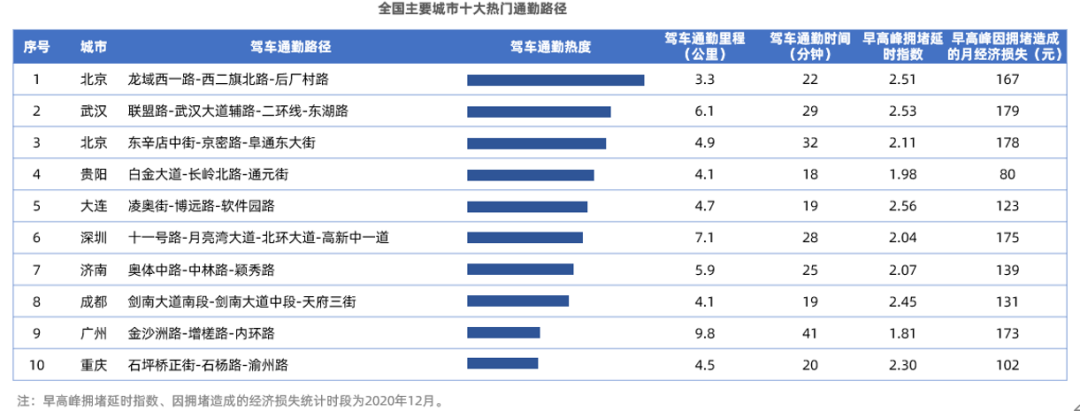 全国主要城市十大热门通勤路径
序号 城市 驾车通勤路径 驾车通勤热度 驾车通勤里程（公里） 驾车通勤时间（分钟） 早高峰拥堵延时指数 早高峰因拥堵造成的月经济损失（元）
1 北京 龙域西一路-西二旗北路-后厂村路 3.3 22 2.51 167
2 武汉 联盟路-武汉大道辅路-二环线-东湖路 6.1 29 2.53 179
3 北京 东辛店中街-京密路-阜通东大街 4.9 32 2.11 178
4 贵阳 白金大道-长岭北路-通元街 4.1 18 1.98 80
5 大连 凌奥街-博远路-软件园路 4.7 19 2.56 123
6 深圳 十一号路-月亮湾大道-北环大道-高新中一道 7.1 28 2.04 175
7 济南 奥体中路-中林路-颖秀路 5.9 25 2.07 139
8 成都 剑南大道南段-剑南大道中段-天府三街 4.1 19 2.45 131
9 广州 金沙洲路-增槎路-内环路 9.8 41 1.81 173
10 重庆 石坪桥正街-石杨路-渝州路 4.5 20 2.30 102
注：早高峰拥堵延时指数、因拥堵造成的经济损失统计时段为2020年12月。